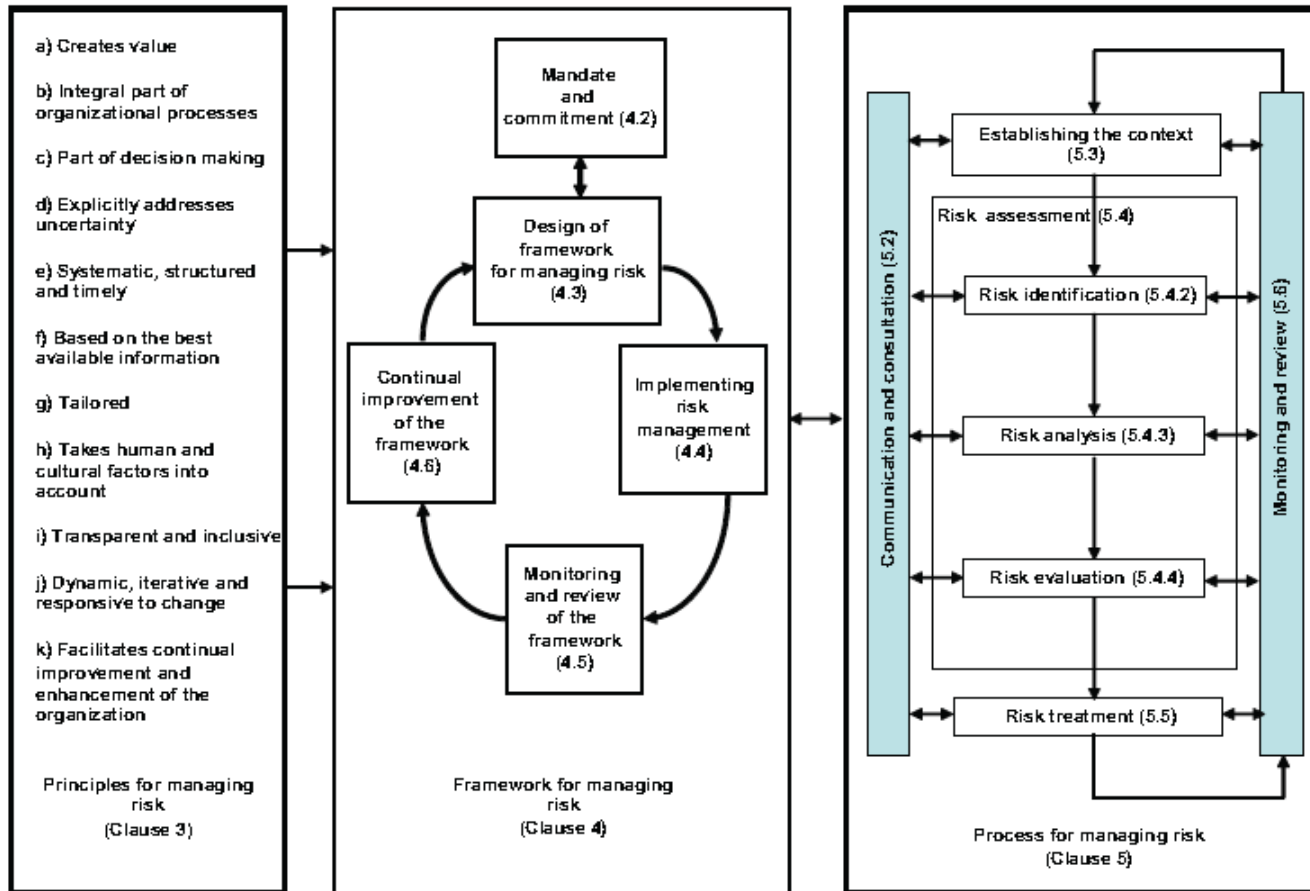 a) Creates value
b) Integral part of
organizational processes
c) Part of decision making
d) Explicitly addresses
uncertainty
e) Systematic, structured
and timely
f) Based on the best
available information
g) Tailored
h) Takes human and
cultural factors into
account
i) Transparent and inclusive
j) Dynamic, iterative and
responsive to change
k) Facilitates continual
improvement and
enhancement of the
organization
Principles for managing
risk
(Clause 3)
Mandate
and
commitment (4.2)
Design of
framework
for managing risk
(4.3)
Continual
improvement
of the
framework
(4.6)
Implementing
risk
management
(4.4)
Monitoring
and review
of the
framework
(4.5)
Framework for managing
risk
(Clause 4)
Communication and consultation (5.2)
Establishing the context
(5.3)
Risk assessment (5.4)
Risk identification (5.4.2)
Risk analysis (5.4.3)
Risk evaluation (5.4.4)
Risk treatment (5.5)
Monitoring and review (5.6)
Process for managing risk
(Clause 5)